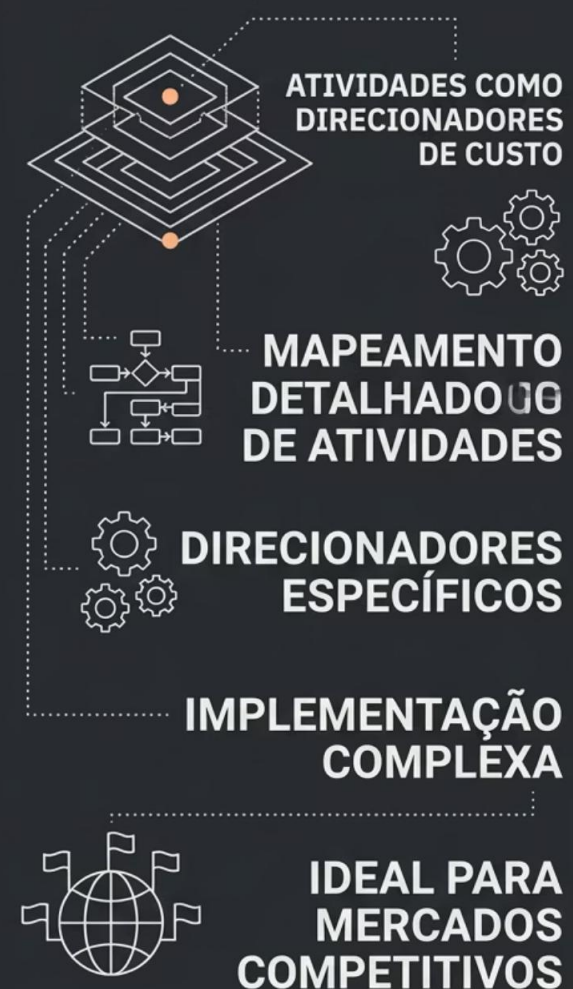 ATIVIDADES COMO
DIRECIONADORES
DE CUSTO
MAPEAMENTO
DETALHADO
DE ATIVIDADES
DIRECIONADORES
ESPECÍFICOS
IMPLEMENTAÇÃO
COMPLEXA
IDEAL PARA
MERCADOS
COMPETITIVOS